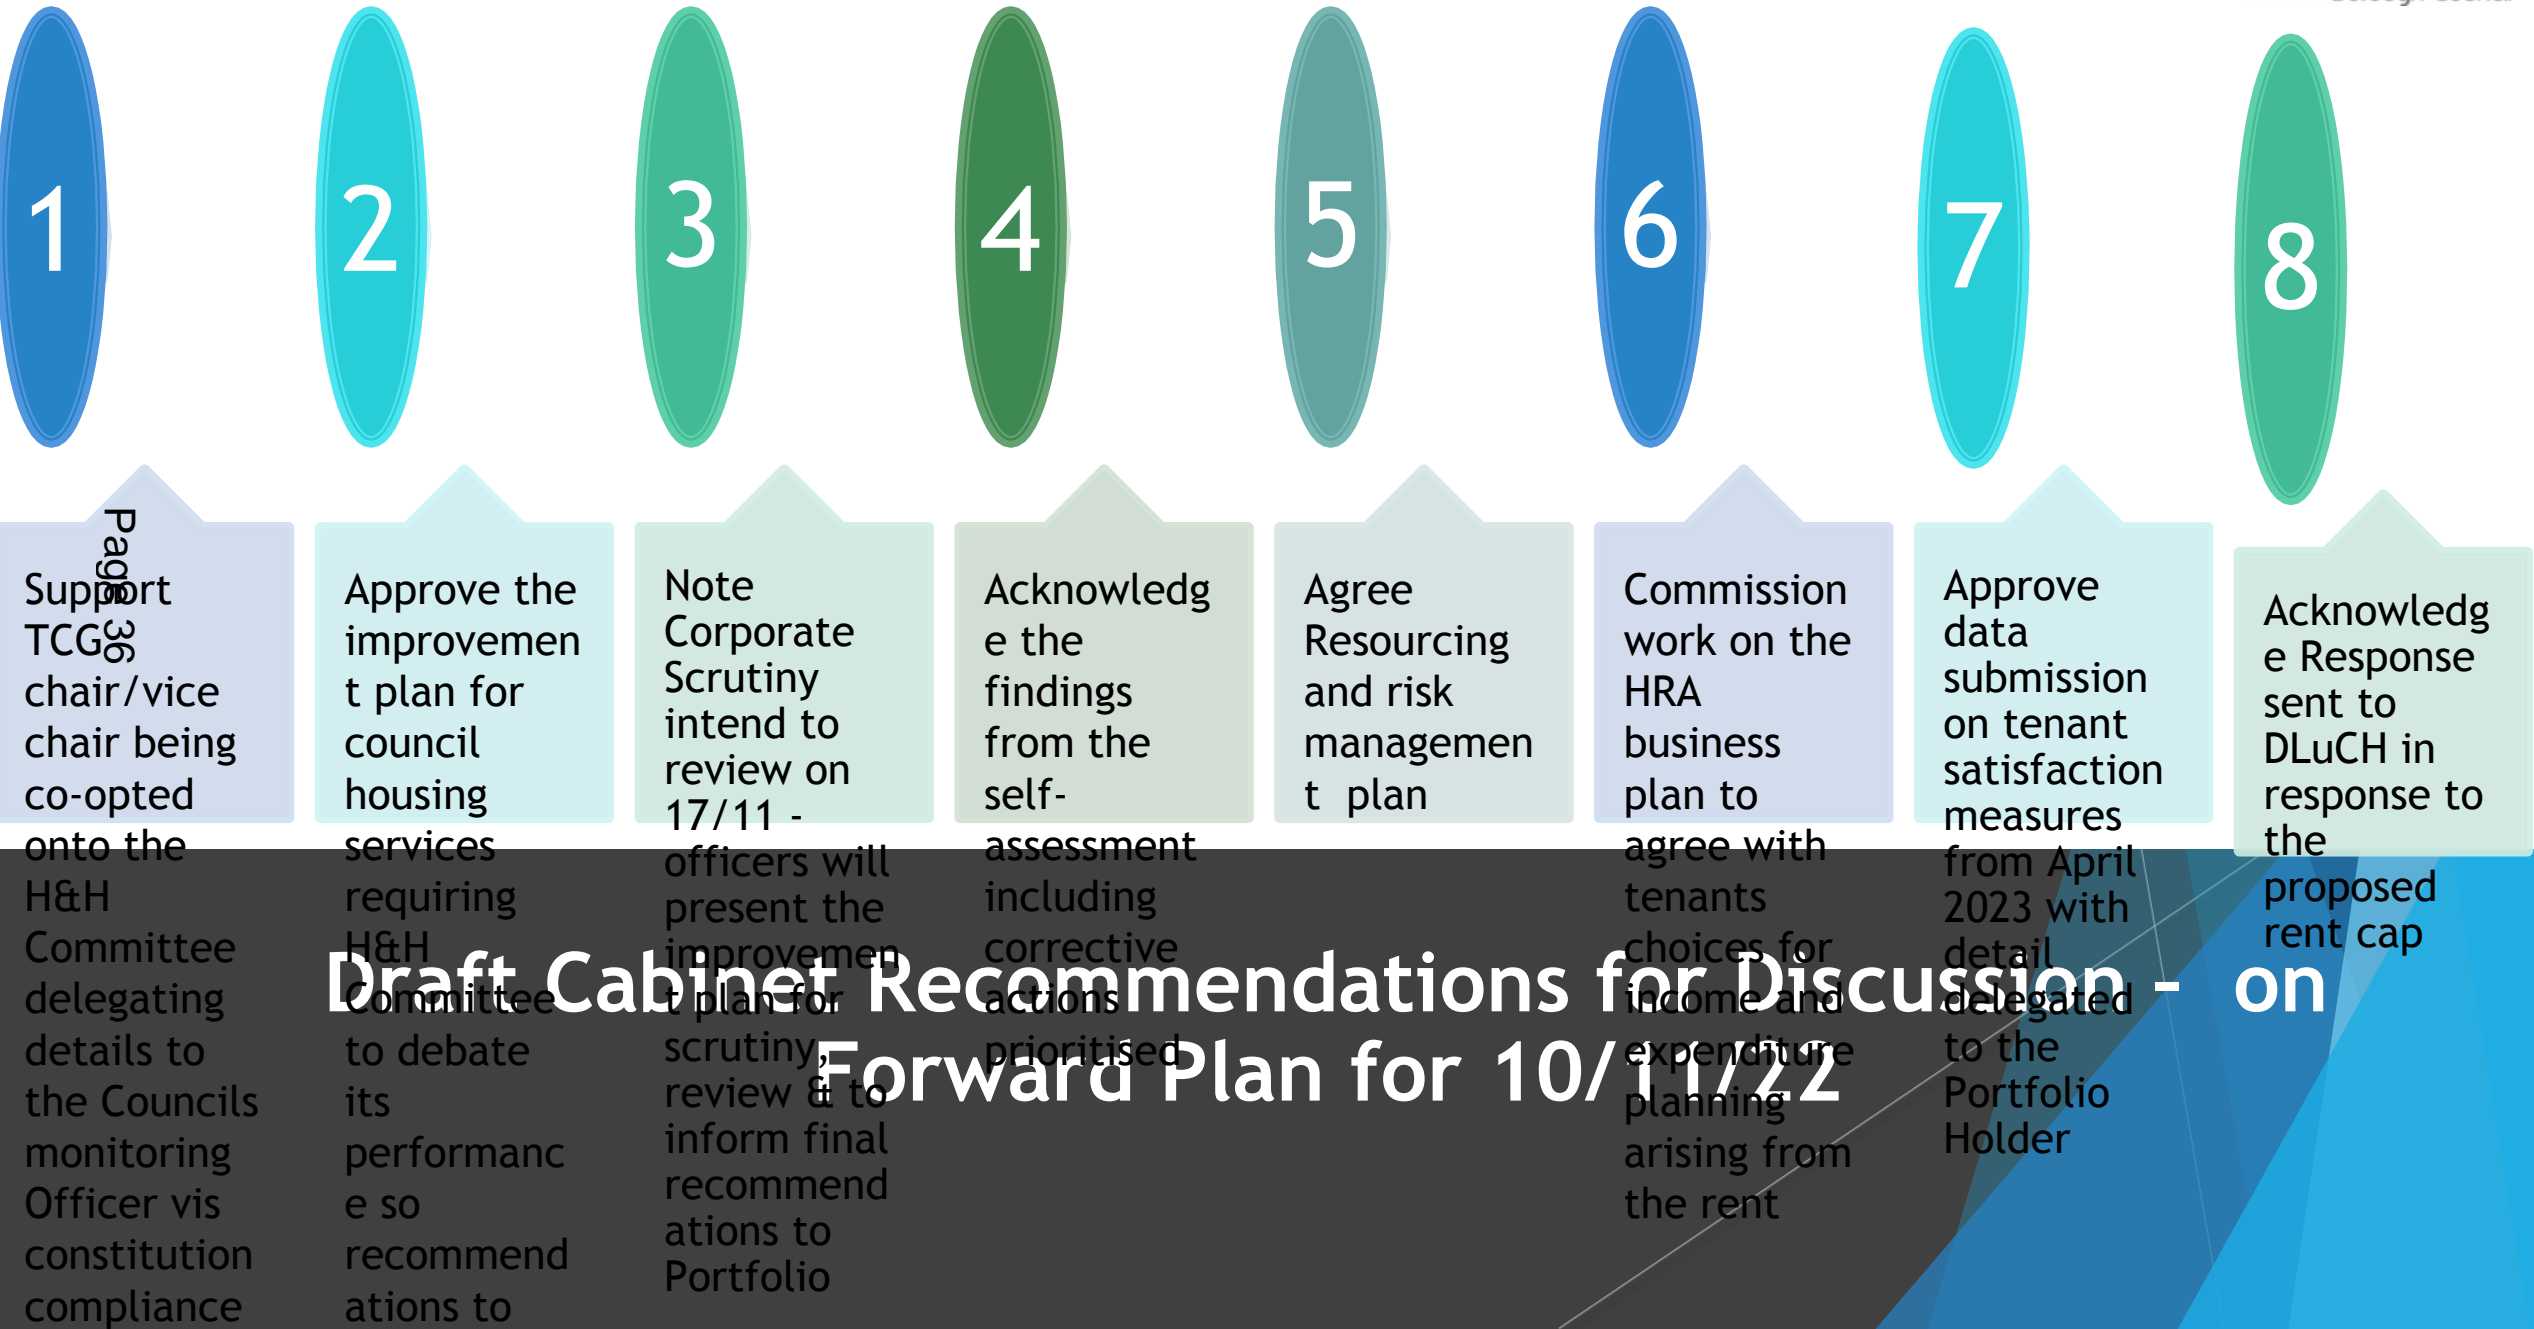 1
2
3
4
5
6
7
8
Page 36
Support
TCG
chair/vice
chair being
co-opted
onto the
H&H
Committee
delegating
details to
the Councils
monitoring
Officer vis
constitution
compliance
Approve the
improvemen
t plan for
council
housing
services
requiring
H&H
Committee
to debate
its
performanc
e so
recommend
ations to
Note
Corporate
Scrutiny
intend to
review on
17/11 -
officers will
present the
improvemen
t plan for
scrutiny,
review & to
inform final
recommend
ations to
Portfolio
Acknowledg
e the
findings
from the
self-
assessment
including
corrective
actions
prioritised
Agree
Resourcing
and risk
managemen
t  plan
Commission
work on the
HRA
business
plan to
agree with
tenants
choices for
income and
expenditure
planning
arising from
the rent
Approve
data
submission
on tenant
satisfaction
measures
from April
2023 with
detail
delegated
to the
Portfolio
Holder
Acknowledg
e Response
sent to
DLuCH in
response to
the
proposed
rent cap
Draft Cabinet Recommendations for Discussion -  on
Forward Plan for 10/11/22